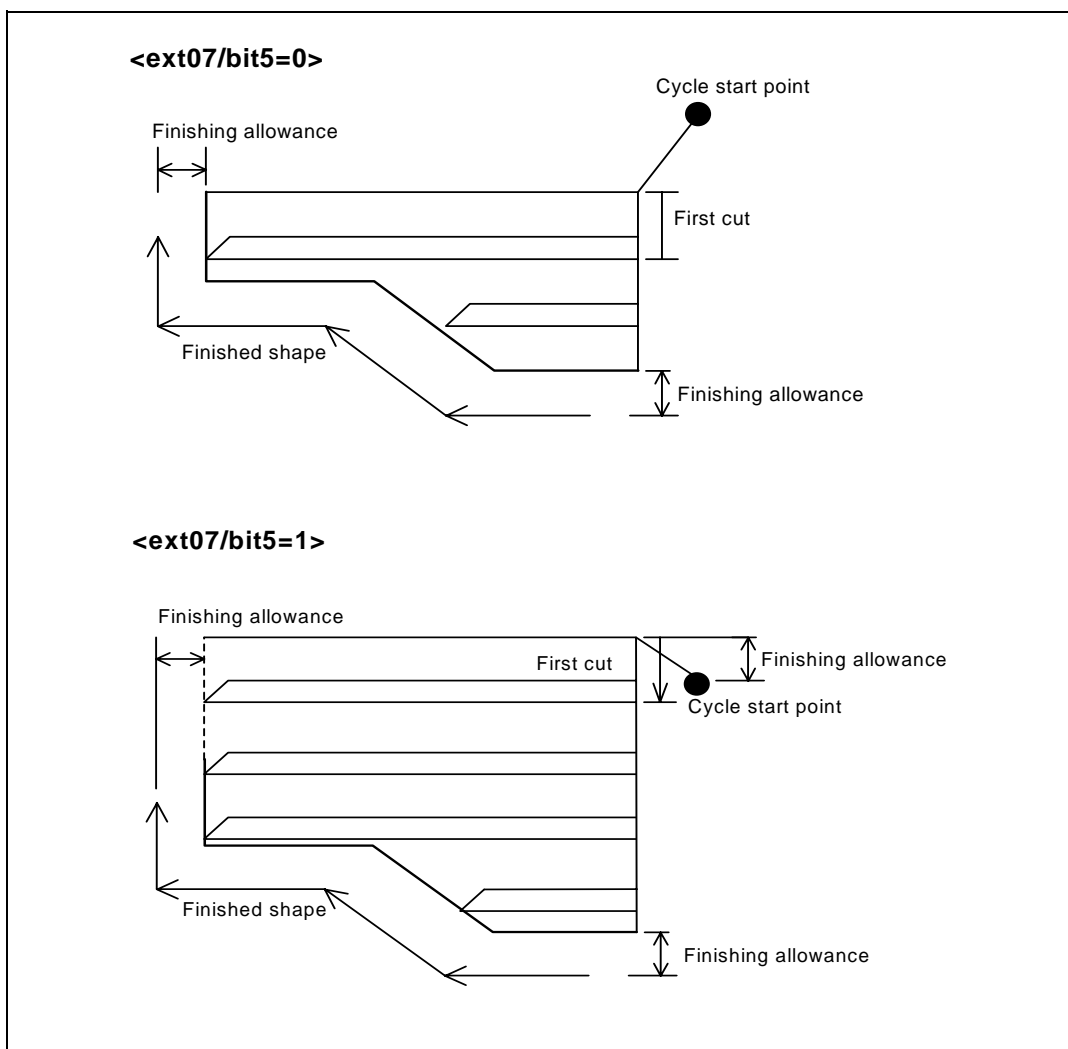 <ext07/bit5=0>
Cycle start point
Finishing allowance
First cut
Finished shape
Finishing allowance
<ext07/bit5=1>
Finishing allowance
First cut
Finishing allowance
Cycle start point
Finished shape
Finishing allowance